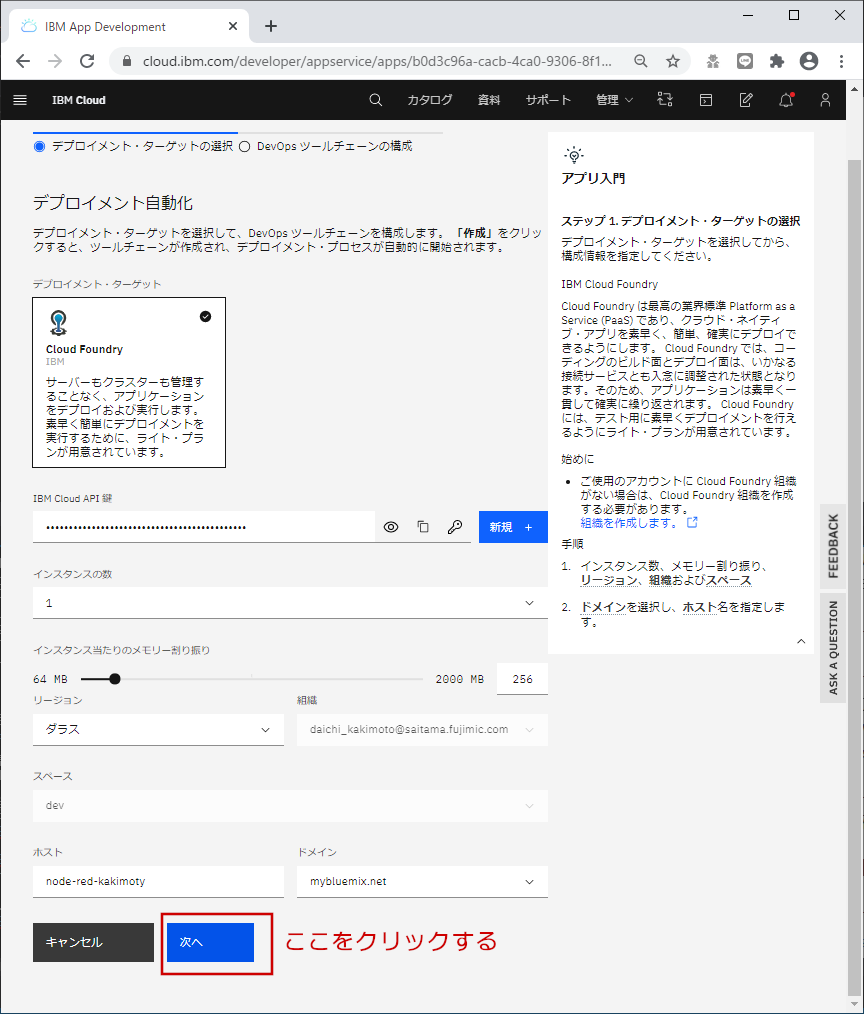 IBM App Development
cloud.ibm.com/developer/appservice/apps/b0d3c96a-cacb-4ca0-9306-8f1...
IBM Cloud
カタログ
資料
サポート
管理
デプロイメント・ターゲットの選択
DevOps ツールチェーンの構成
デプロイメント自動化
デプロイメント・ターゲットを選択して、DevOps ツールチェーンを構成します。「作成」をクリッ
クすると、ツールチェーンが作成され、デプロイメント・プロセスが自動的に開始されます。
デプロイメント・ターゲット
Cloud Foundry
IBM
サーバーもクラスターも管理す
ることなく、アプリケーション
をデプロイおよび実行します。
素早く簡単にデプロイメントを
実行するために、ライト・プラ
ンが用意されています。
IBM Cloud API 鍵
新規 +
インスタンスの数
1
インスタンス当たりのメモリー割り振り
64 MB
2000 MB
256
リージョン
組織
ダラス
daichi_kakimoto@saitama.fujimic.com
スペース
dev
ホスト
ドメイン
node-red-kakimoty
mybluemix.net
キャンセル
次へ
ここをクリックする
アプリ入門
ステップ 1. デプロイメント・ターゲットの選択
デプロイメント・ターゲットを選択してから、
構成情報を指定してください。
IBM Cloud Foundry
Cloud Foundry は最高の業界標準 Platform as a
Service (PaaS) であり、クラウド・ネイティ
ブ・アプリを素早く、簡単、確実にデプロイで
きるようにします。 Cloud Foundry では、コー
ディングのビルド面とデプロイ面は、いかなる
接続サービスとも入念に調整された状態となり
ます。そのため、アプリケーションは素早く一
貫して確実に繰り返されます。 Cloud Foundry
には、テスト用に素早くデプロイメントを行え
るようにライト・プランが用意されています。
始めに
• ご使用のアカウントに Cloud Foundry 組織
がない場合は、Cloud Foundry 組織を作成
する必要があります。
組織を作成します。
手順
1. インスタンス数、メモリー割り振り、
リージョン、組織およびスペース
2. ドメインを選択し、ホスト名を指定しま
す。
FEEDBACK
ASK A QUESTION